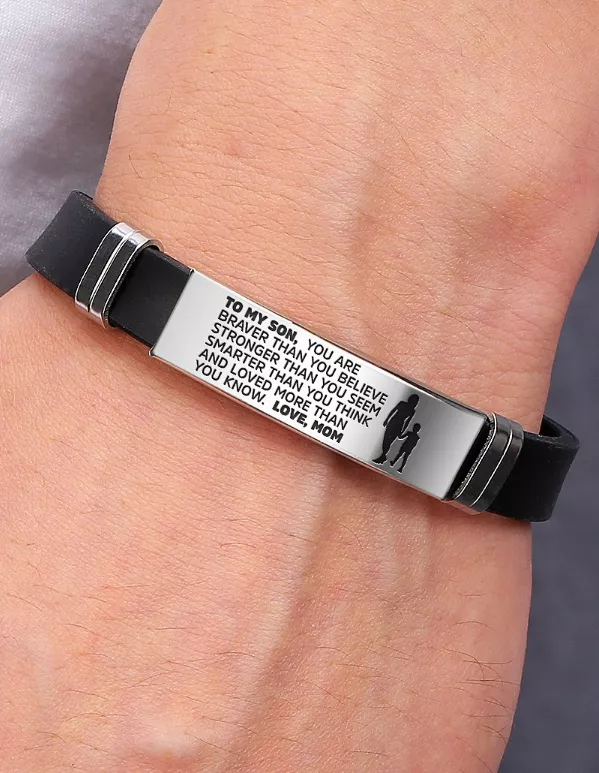 TO MY SON, YOU ARE
BRAVER THAN YOU BELIEVE
STRONGER THAN YOU SEEM
SMARTER THAN YOU THINK
AND LOVED MORE THAN
YOU KNOW. LOVE, MOM